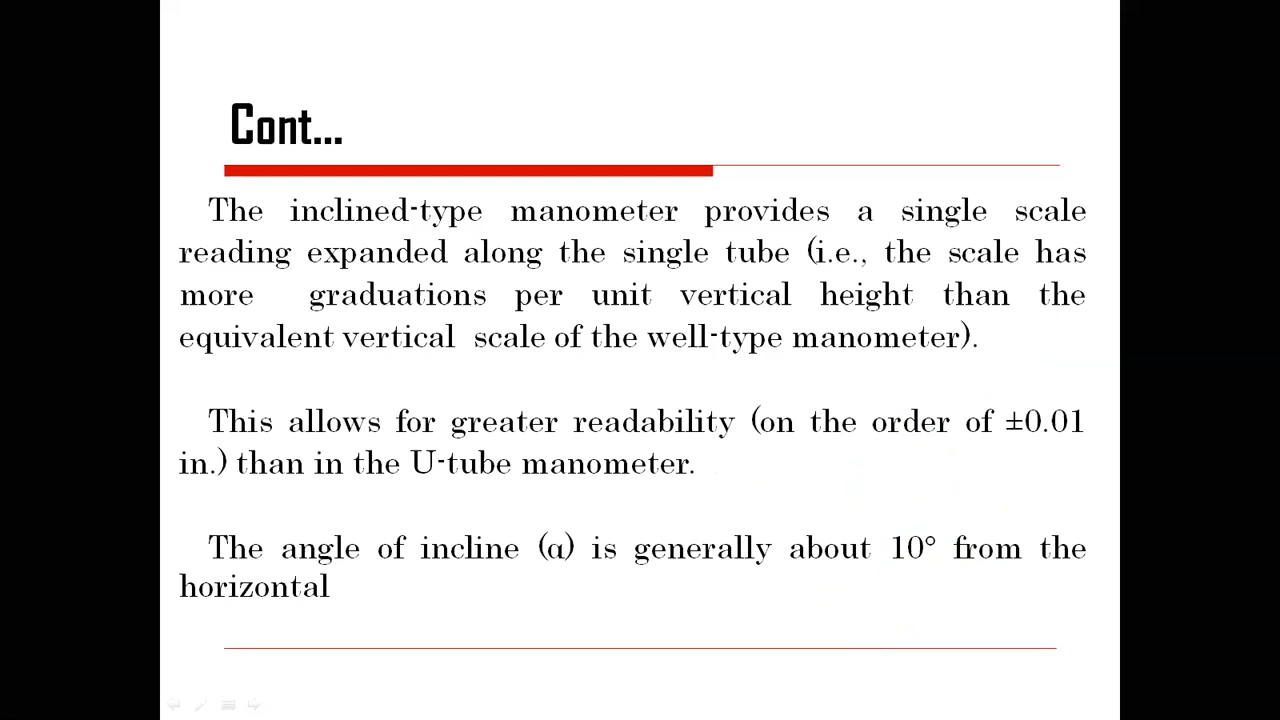 Cont...
The inclined-type manometer provides a single scale
reading expanded along the single tube (i.e., the scale has
more graduations per unit vertical height than the
equivalent vertical scale of the well-type manometer).
This allows for greater readability (on the order of ±0.01
in.) than in the U-tube manometer.
The angle of incline (α) is generally about 10° from the
horizontal